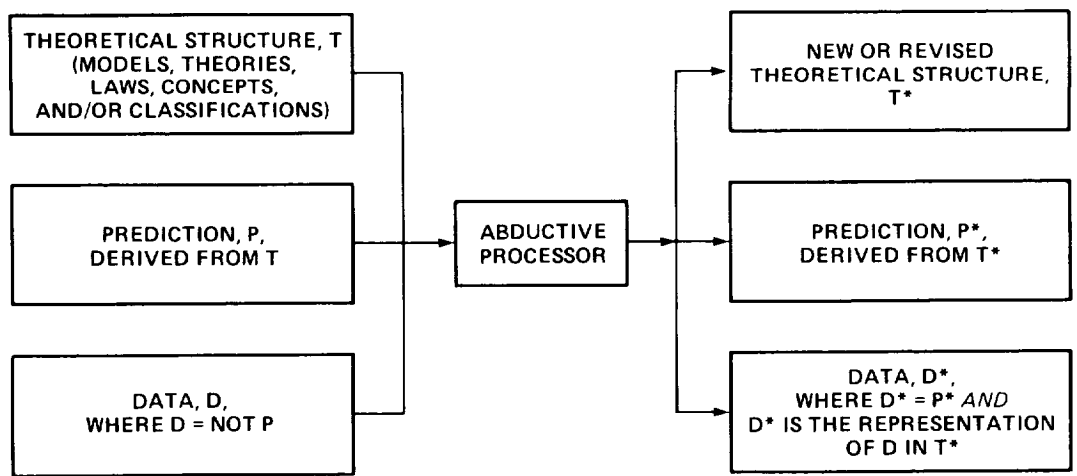 THEORETICAL STRUCTURE, T
(MODELS, THEORIES,
LAWS, CONCEPTS,
AND/OR CLASSIFICATIONS)
PREDICTION, P,
DERIVED FROM T
DATA, D,
WHERE D = NOT P
ABDUCTIVE
PROCESSOR
NEW OR REVISED
THEORETICAL STRUCTURE,
T*
PREDICTION, P*,
DERIVED FROM T*
DATA, D*,
WHERE D* = P* AND
D* IS THE REPRESENTATION
OF D IN T*